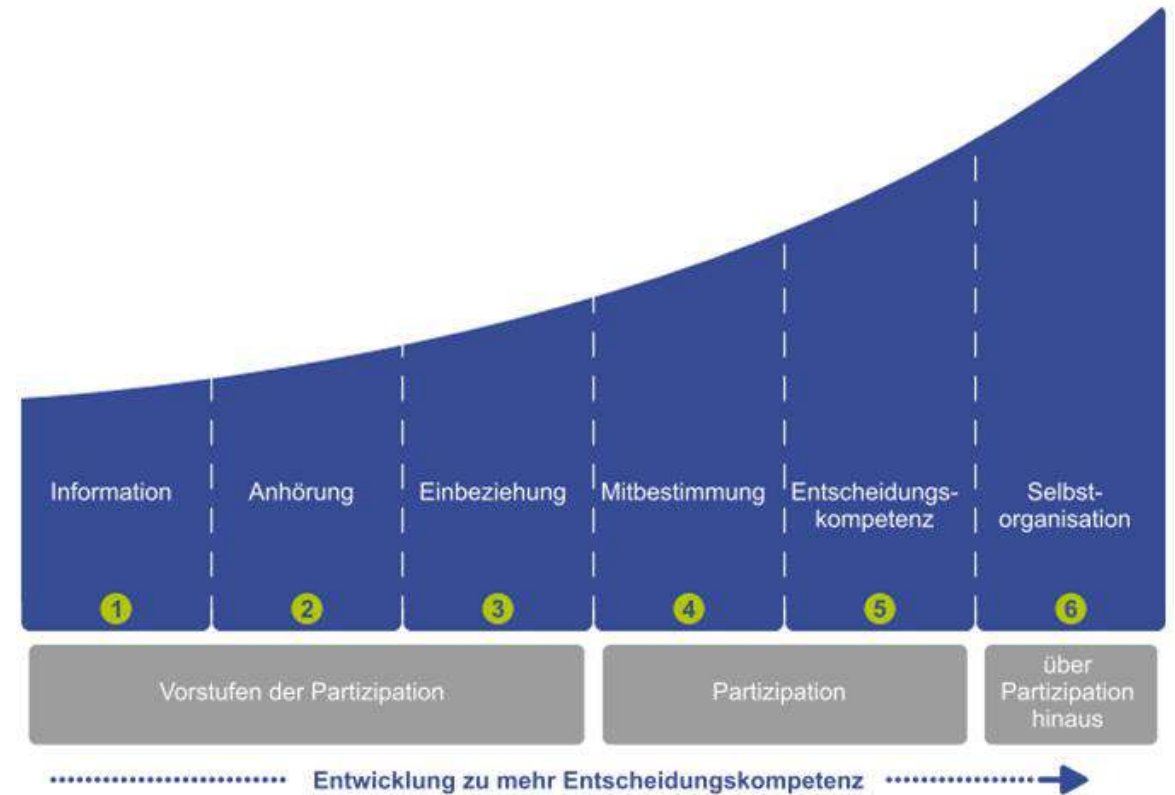 Information
Anhörung
Einbeziehung
Mitbestimmung
Entscheidungs-
kompetenz
Selbst-
organisation
1
2
3
4
5
6
Vorstufen der Partizipation
Partizipation
über
Partizipation
hinaus
Entwicklung zu mehr Entscheidungskompetenz